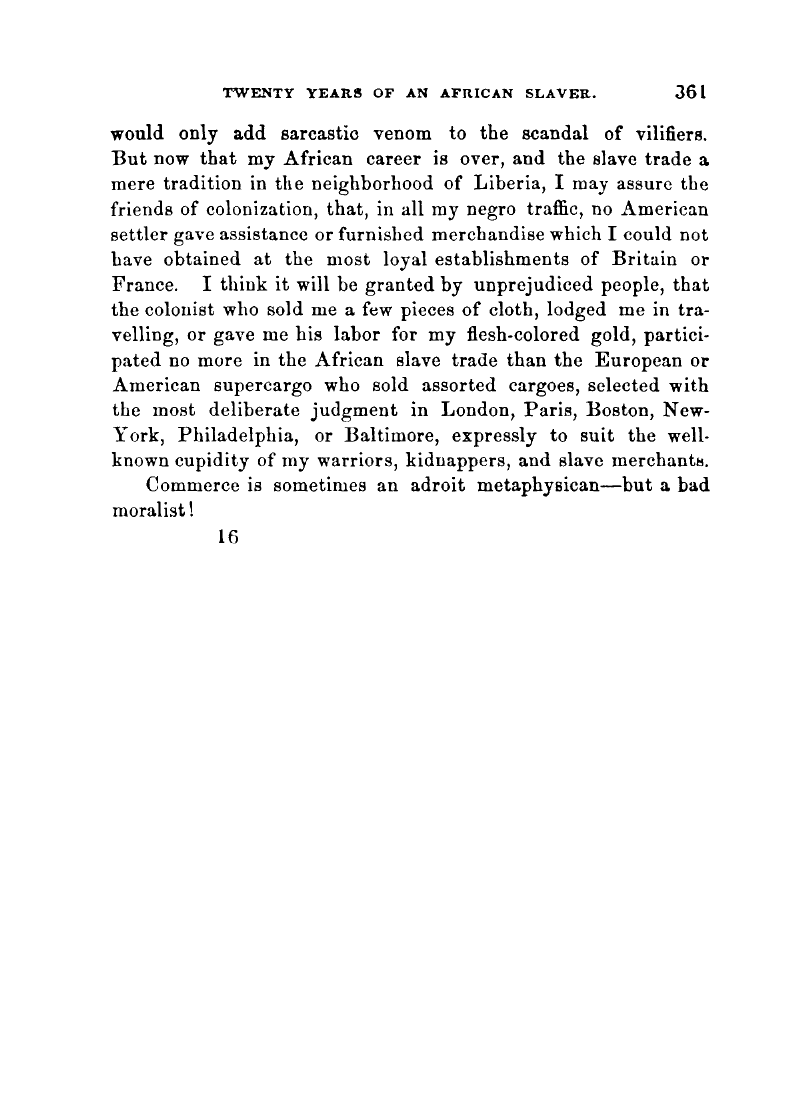 TWENTY YEARS OF AN AFRICAN SLAVER. 361
would only add sarcastic venom to the scandal of vilifiers.
But now that my African career is over, and the slave trade a
mere tradition in the neighborhood of Liberia, I may assure the
friends of colonization, that, in all my negro traffic, no American
settler gave assistance or furnished merchandise which I could not
have obtained at the most loyal establishments of Britain or
France. I think it will be granted by unprejudiced people, that
the colonist who sold me a few pieces of cloth, lodged me in tra-
velling, or gave me his labor for my flesh-colored gold, partici-
pated no more in the African slave trade than the European or
American supercargo who sold assorted cargoes, selected with
the most deliberate judgment in London, Paris, Boston, New-
York, Philadelphia, or Baltimore, expressly to suit the well-
known cupidity of my warriors, kidnappers, and slave merchants.
Commerce is sometimes an adroit metaphysican—but a bad
moralist!
16